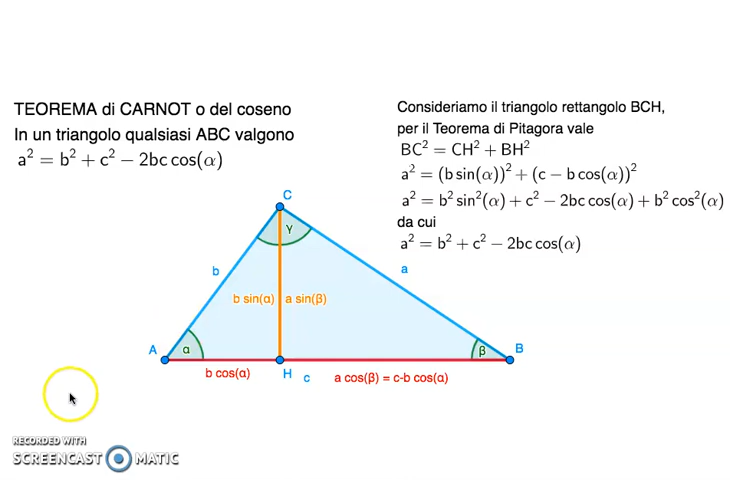 TEOREMA di CARNOT o del coseno
In un triangolo qualsiasi ABC valgono
a² = b² + c² − 2bc cos(α)
Consideriamo il triangolo rettangolo BCH,
per il Teorema di Pitagora vale
BC² = CH² + BH²
a² = (b sin(α))² + (c − b cos(α))²
a² = b² sin²(α) + c² − 2bc cos(α) + b² cos²(α)
da cui
a² = b² + c² − 2bc cos(α)
C
γ
b
a
b sin(α) a sin(β)
A
α
β
B
b cos(α)
H
c
a cos(β) = c-b cos(α)
RECORDED WITH
SCREENCAST MATIC